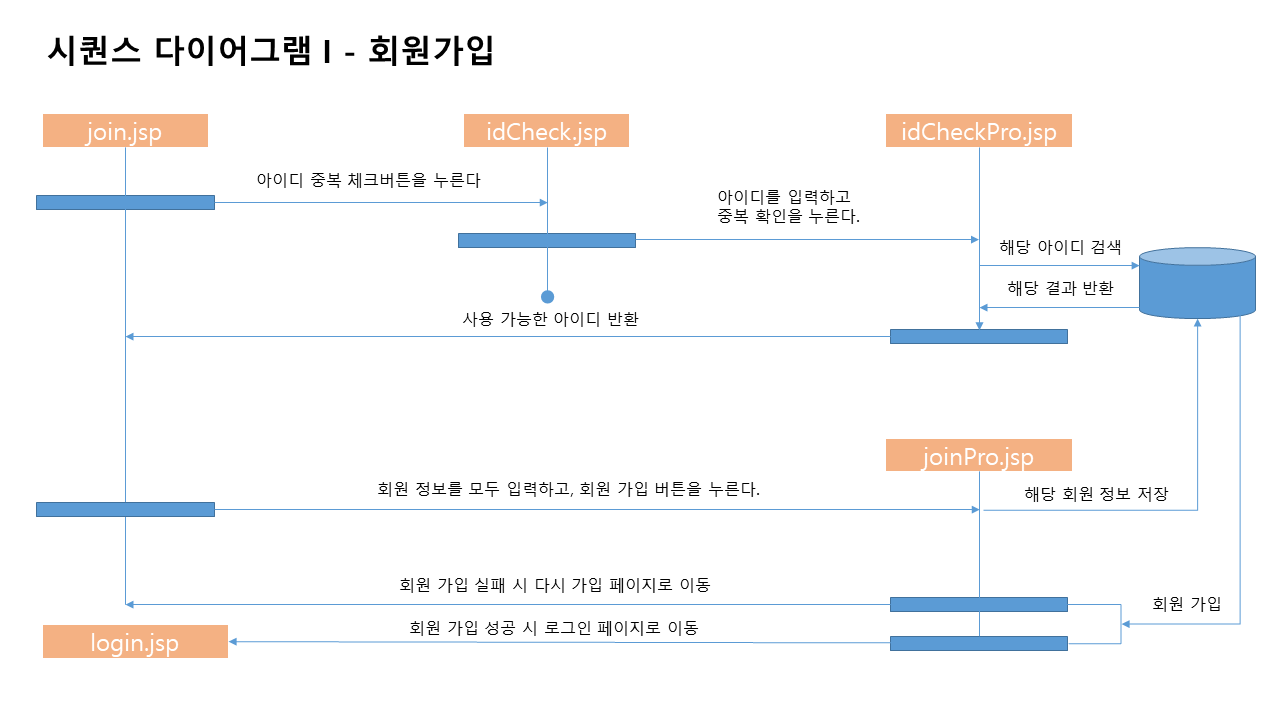 시퀀스 다이어그램 I - 회원가입
join.jsp
idCheck.jsp
idCheckPro.jsp
아이디 중복 체크버튼을 누른다
아이디를 입력하고
중복 확인을 누른다.
해당 아이디 검색
해당 결과 반환
사용 가능한 아이디 반환
joinPro.jsp
회원 정보를 모두 입력하고, 회원 가입 버튼을 누른다.
해당 회원 정보 저장
회원 가입 실패 시 다시 가입 페이지로 이동
회원 가입
회원 가입 성공 시 로그인 페이지로 이동
login.jsp